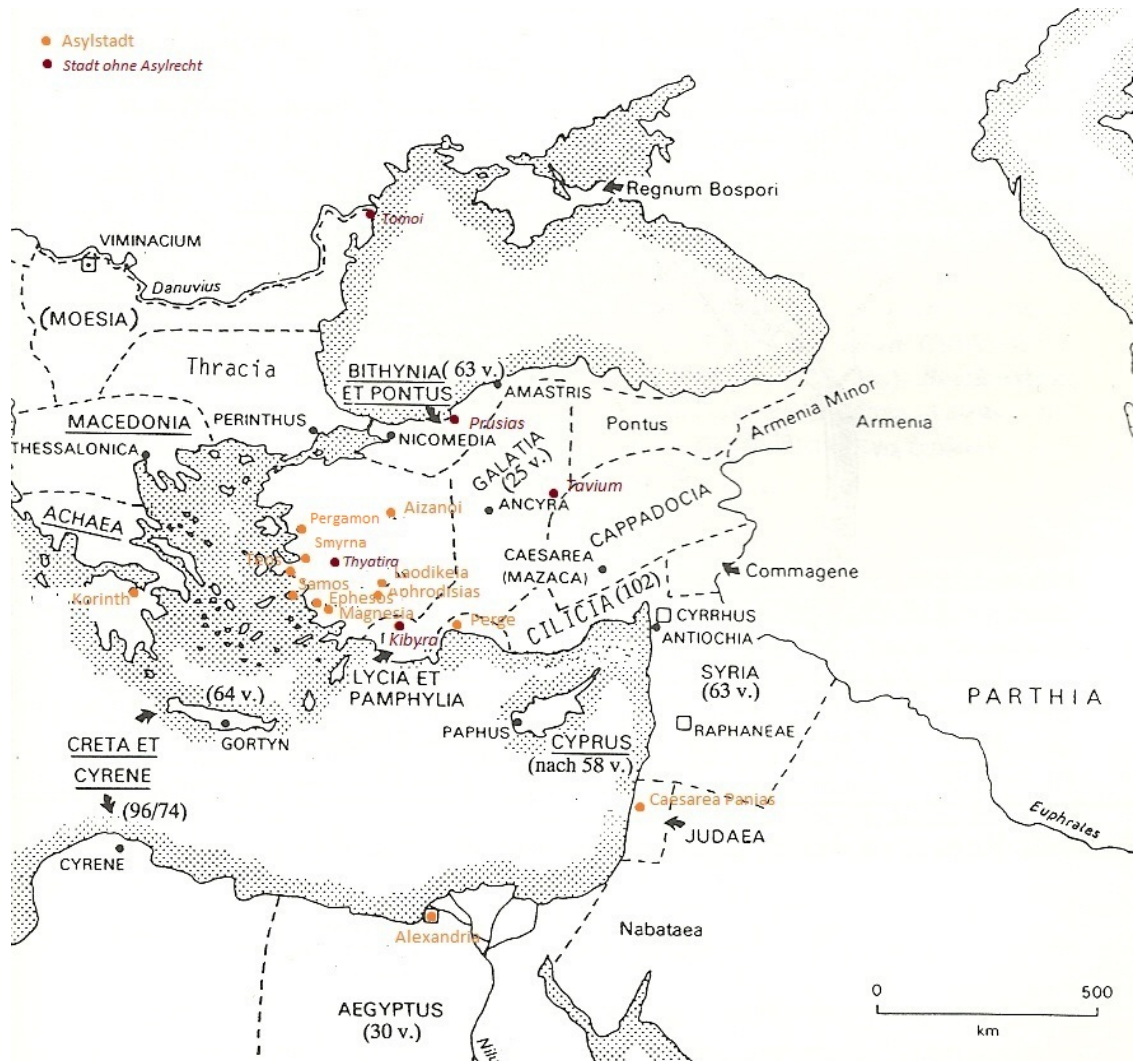 Asylstadt
Stadt ohne Asylrecht
Regnum Bospori
Tomoi
VIMINACIUM
Danuvius
(MOESIA)
Thracia
BITHYNIA (63 v.)
ET PONTUS
AMASTRIS
Armenia Minor
Armenia
MACEDONIA
PERINTHUS
Prusias
Pontus
THESSALONICA
NICOMEDIA
GALATIA
(25 v.)
Tavium
ANCYRA
CAPPADOCIA
Aizanoi
Pergamon
ACHAEA
Smyrna
Teos
Thyatira
CAESAREA
(MAZACA)
Commagene
Laodikeia
Samos
Aphrodisias
Korinth
Ephesos
Magnesia
CILICIA (102)
Perge
Kibyra
CYRRHUS
ANTIOCHIA
LYCIA ET
PAMPHYLIA
SYRIA
(63 v.)
PARTHIA
(64 v.)
GORTYN
PAPHUS
RAPHANEAE
CYPRUS
(nach 58 v.)
CRETA ET
CYRENE
(96/74)
Caesarea Panias
JUDAEA
Euphrates
CYRENE
Alexandria
Nabataea
AEGYPTUS
(30 v.)
0 500
km